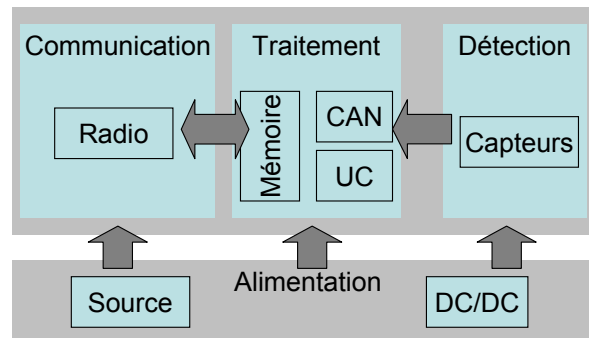 Communication
Traitement
Détection
Radio
Mémoire
CAN
UC
Capteurs
Alimentation
Source
DC/DC